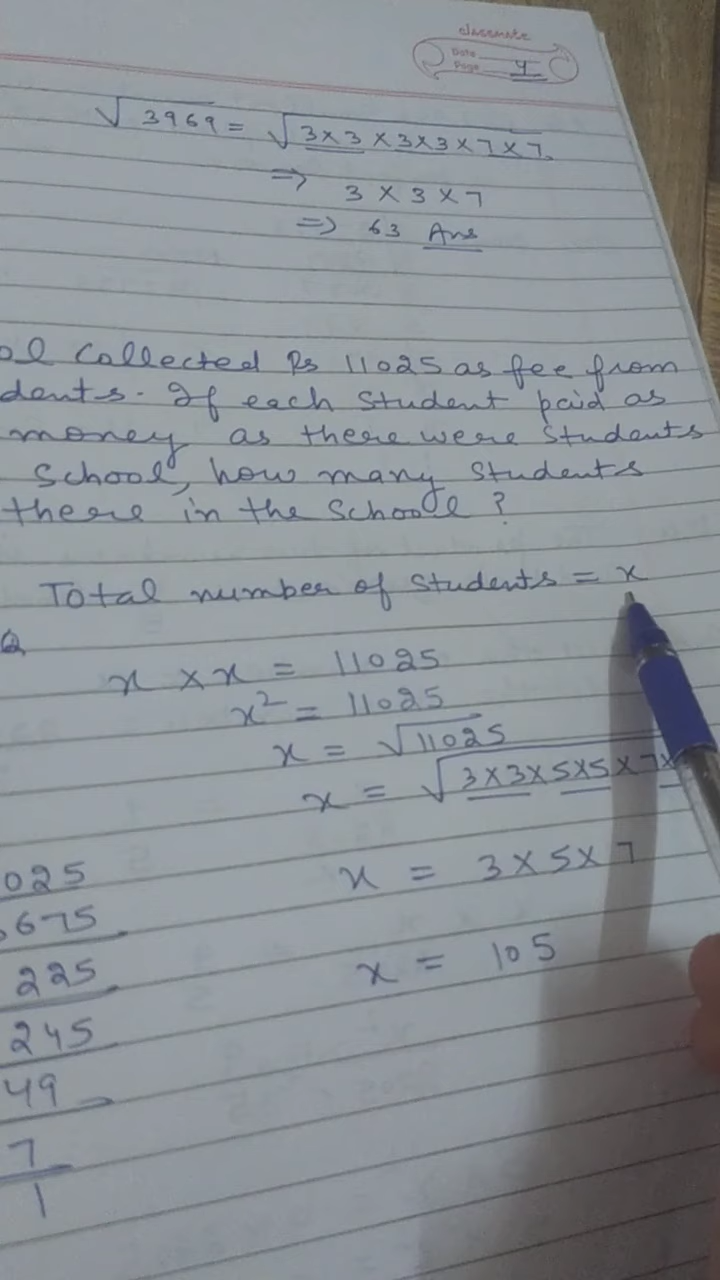 classmate
Date
Page 4
√3969 = √3×3×3×3×7×7
⇒ 3×3×7
⇒ 63 Ans
ol Collected Rs 11025 as fee from
dents. If each student paid as
money as there were students
School, how many students
there in the School ?
Total number of students = x
x × x = 11025
x² = 11025
x = √11025
x = √3×3×5×5×7×
x = 3×5×7
x = 105
025
675
225
245
49
7
1